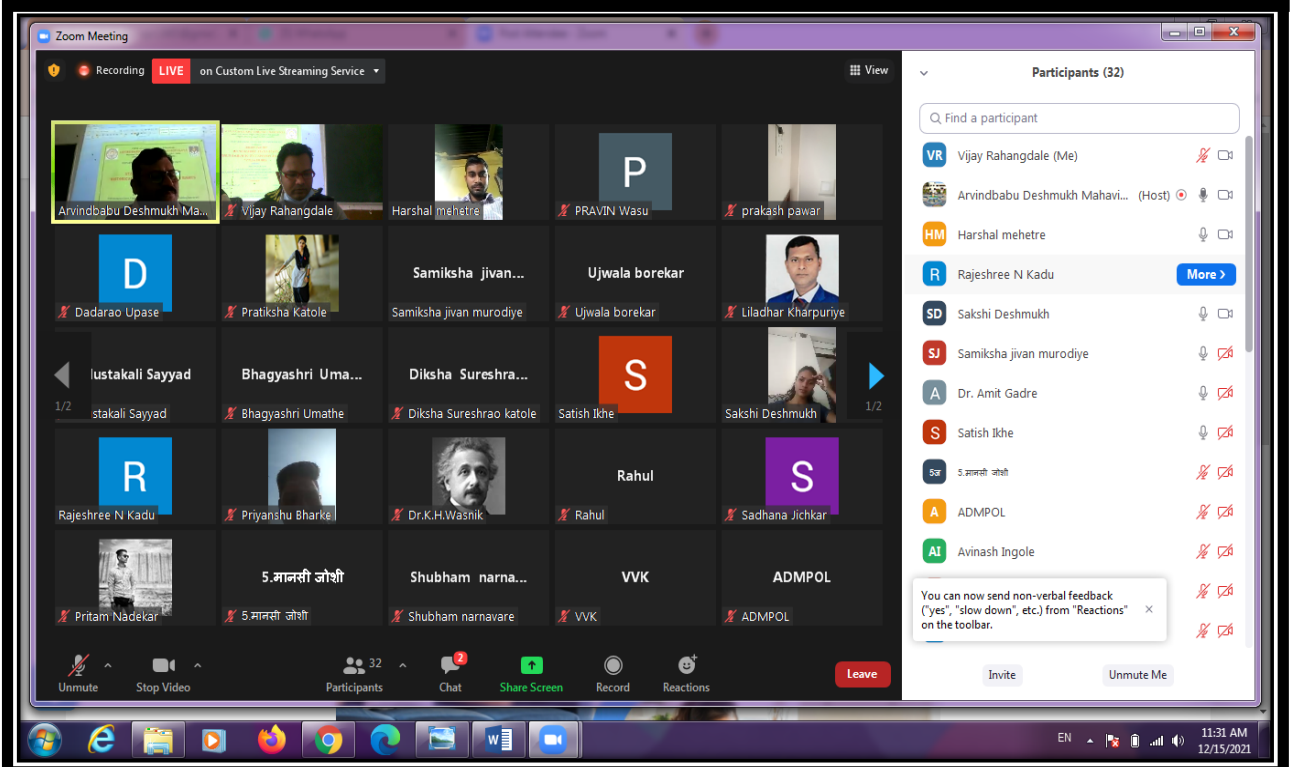 Zoom Meeting
Recording LIVE on Custom Live Streaming Service
View
Arvindbabu Deshmukh Ma...
Vijay Rahangdale
Harshal mehetre
P
PRAVIN Wasu
prakash pawar
D
Dadarao Upase
Pratiksha Katole
Samiksha jivan...
Samiksha jivan murodiye
Ujwala borekar
Ujwala borekar
Liladhar Kharpuriye
lustakali Sayyad
stakali Sayyad
Bhagyashri Uma...
Bhagyashri Umathe
Diksha Sureshra...
Diksha Sureshrao katole
S
Satish Ikhe
Sakshi Deshmukh
1/2
1/2
R
Rajeshree N Kadu
Priyanshu Bharke
Dr.K.H.Wasnik
Rahul
Rahul
S
Sadhana Jichkar
Pritam Nadekar
5.मानसी जोशी
5.मानसी जोशी
Shubham narna...
Shubham narnavare
VVK
VVK
ADMPOL
ADMPOL
Unmute
Stop Video
32
Participants
2
Chat
Share Screen
Record
Reactions
Leave
Participants (32)
Find a participant
VR Vijay Rahangdale (Me)
Arvindbabu Deshmukh Mahavi... (Host)
HM Harshal mehetre
R Rajeshree N Kadu More
SD Sakshi Deshmukh
SJ Samiksha jivan murodiye
A Dr. Amit Gadre
S Satish Ikhe
5ज 5.मानसी जोशी
A ADMPOL
AI Avinash Ingole
You can now send non-verbal feedback
("yes", "slow down", etc.) from "Reactions"
on the toolbar.
Invite
Unmute Me
EN
11:31 AM
12/15/2021